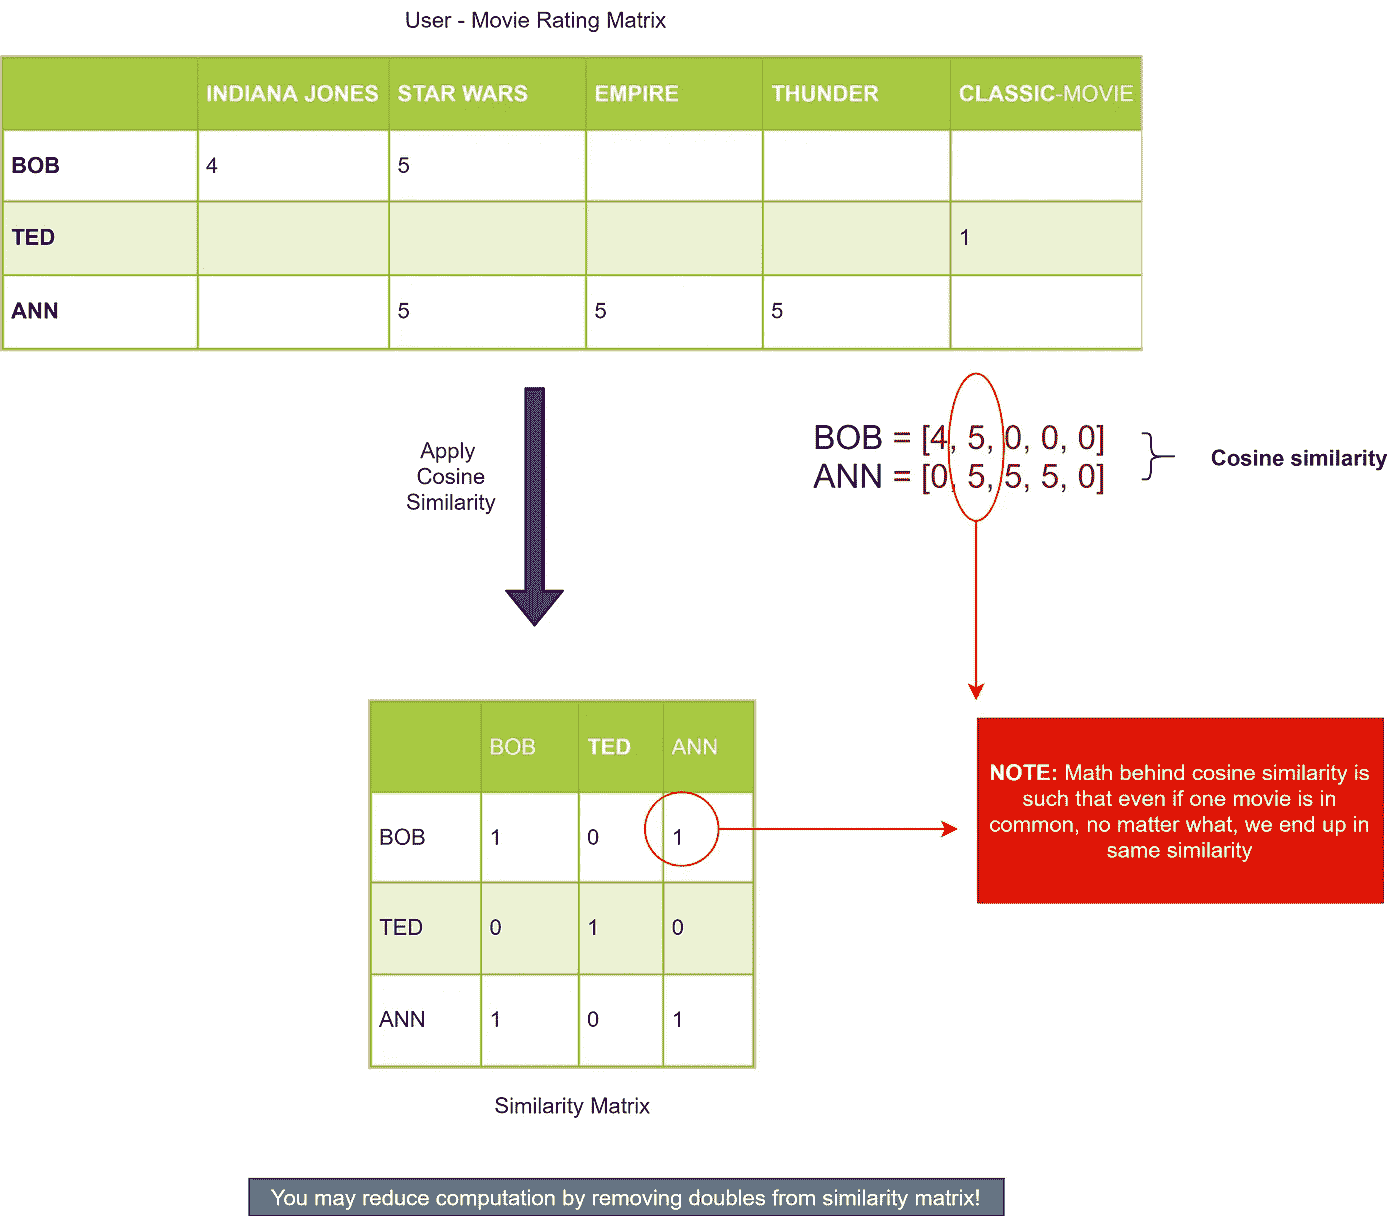 User - Movie Rating Matrix
INDIANA JONES STAR WARS EMPIRE THUNDER CLASSIC-MOVIE
BOB 4 5
TED 1
ANN 5 5 5
Apply
Cosine
Similarity
BOB = [4, 5, 0, 0, 0]
ANN = [0, 5, 5, 5, 0]
Cosine similarity
BOB TED ANN
BOB 1 0 1
TED 0 1 0
ANN 1 0 1
NOTE: Math behind cosine similarity is
such that even if one movie is in
common, no matter what, we end up in
same similarity
Similarity Matrix
You may reduce computation by removing doubles from similarity matrix!